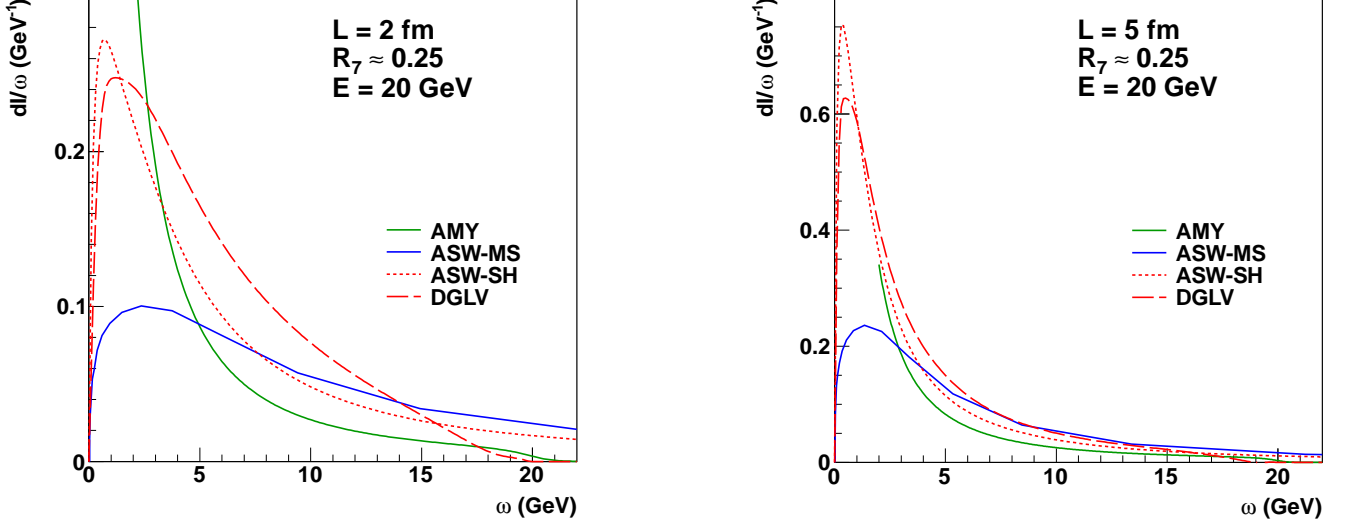 dI/ω (GeV⁻¹)
L = 2 fm
R₇ ≈ 0.25
E = 20 GeV
0.2
AMY
ASW-MS
ASW-SH
DGLV
0.1
0
0 5 10 15 20
ω (GeV)
dI/ω (GeV⁻¹)
L = 5 fm
R₇ ≈ 0.25
E = 20 GeV
0.6
0.4
AMY
ASW-MS
ASW-SH
DGLV
0.2
0
0 5 10 15 20
ω (GeV)